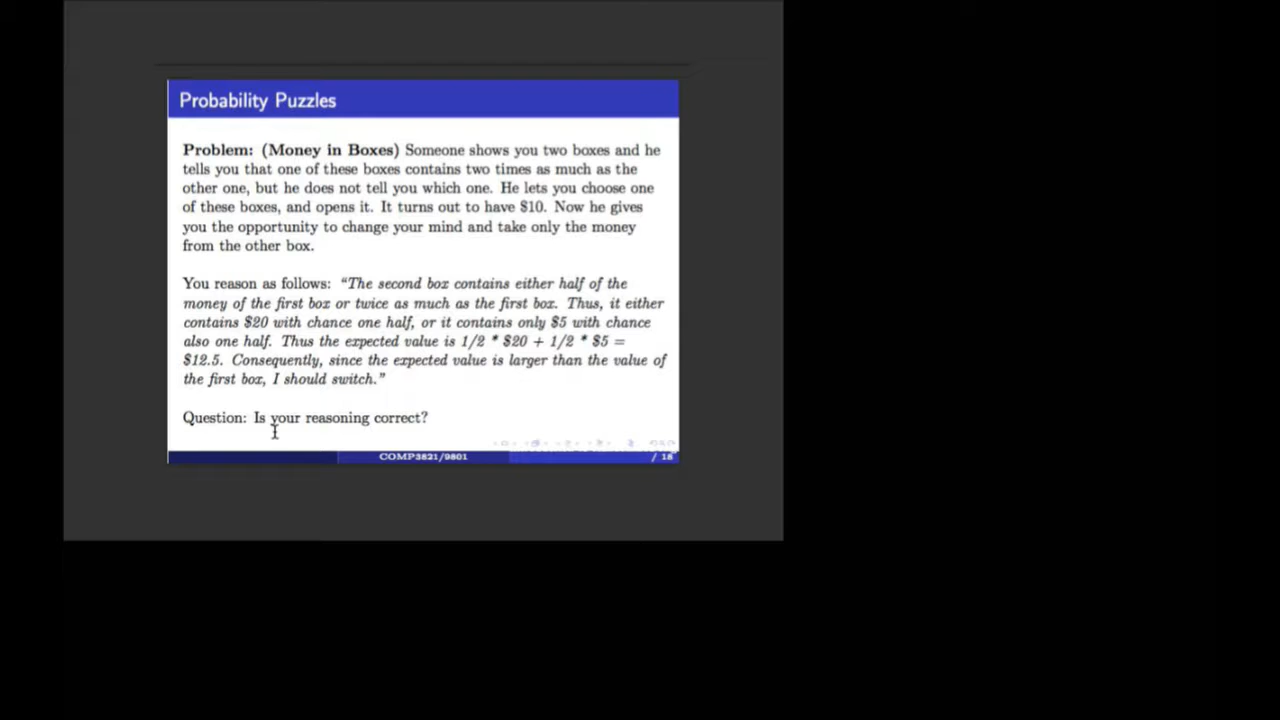 Probability Puzzles
Problem: (Money in Boxes) Someone shows you two boxes and he
tells you that one of these boxes contains two times as much as the
other one, but he does not tell you which one. He lets you choose one
of these boxes, and opens it. It turns out to have $10. Now he gives
you the opportunity to change your mind and take only the money
from the other box.
You reason as follows: “The second box contains either half of the
money of the first box or twice as much as the first box. Thus, it either
contains $20 with chance one half, or it contains only $5 with chance
also one half. Thus the expected value is 1/2 * $20 + 1/2 * $5 =
$12.5. Consequently, since the expected value is larger than the value of
the first box, I should switch.”
Question: Is your reasoning correct?
COMP3821/9801
/ 18